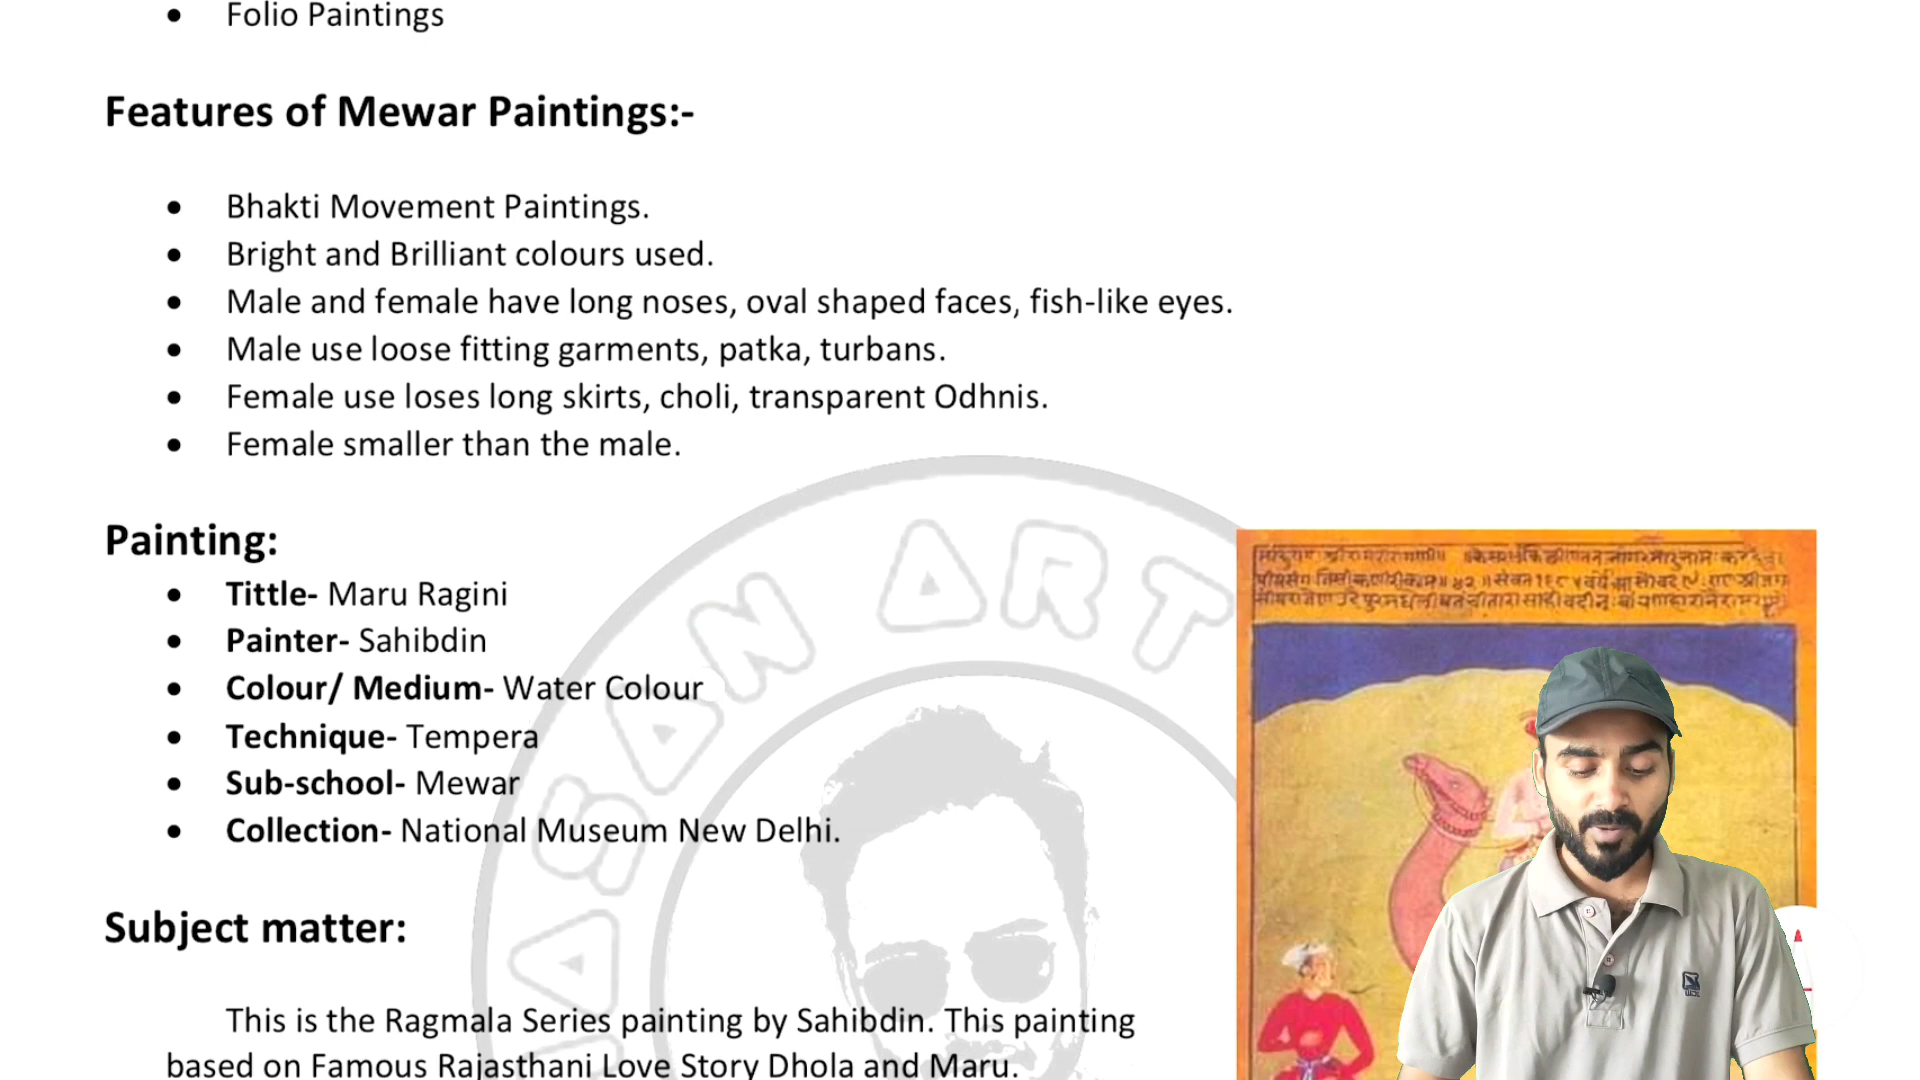 • Folio Paintings
Features of Mewar Paintings:-
• Bhakti Movement Paintings.
• Bright and Brilliant colours used.
• Male and female have long noses, oval shaped faces, fish-like eyes.
• Male use loose fitting garments, patka, turbans.
• Female use loses long skirts, choli, transparent Odhnis.
• Female smaller than the male.
Painting:
• Tittle- Maru Ragini
• Painter- Sahibdin
• Colour/ Medium- Water Colour
• Technique- Tempera
• Sub-school- Mewar
• Collection- National Museum New Delhi.
Subject matter:
This is the Ragmala Series painting by Sahibdin. This painting
based on Famous Rajasthani Love Story Dhola and Maru.
ASAN ART